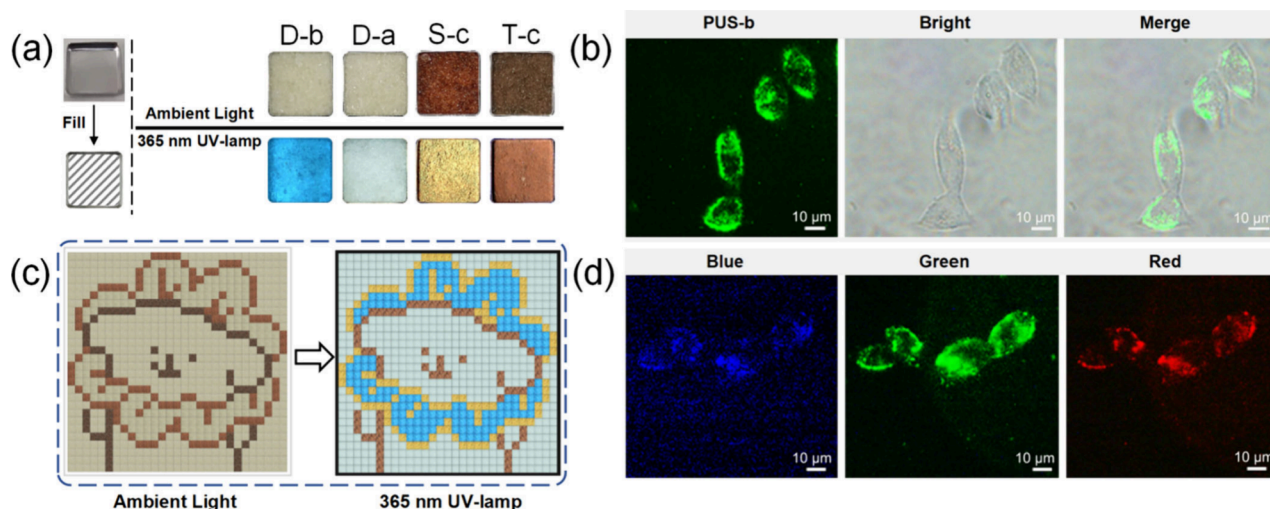 (a)
D-b D-a S-c T-c
Fill
Ambient Light
365 nm UV-lamp
(b)
PUS-b Bright Merge
10 μm 10 μm 10 μm
(c)
Ambient Light 365 nm UV-lamp
(d)
Blue Green Red
10 μm 10 μm 10 μm